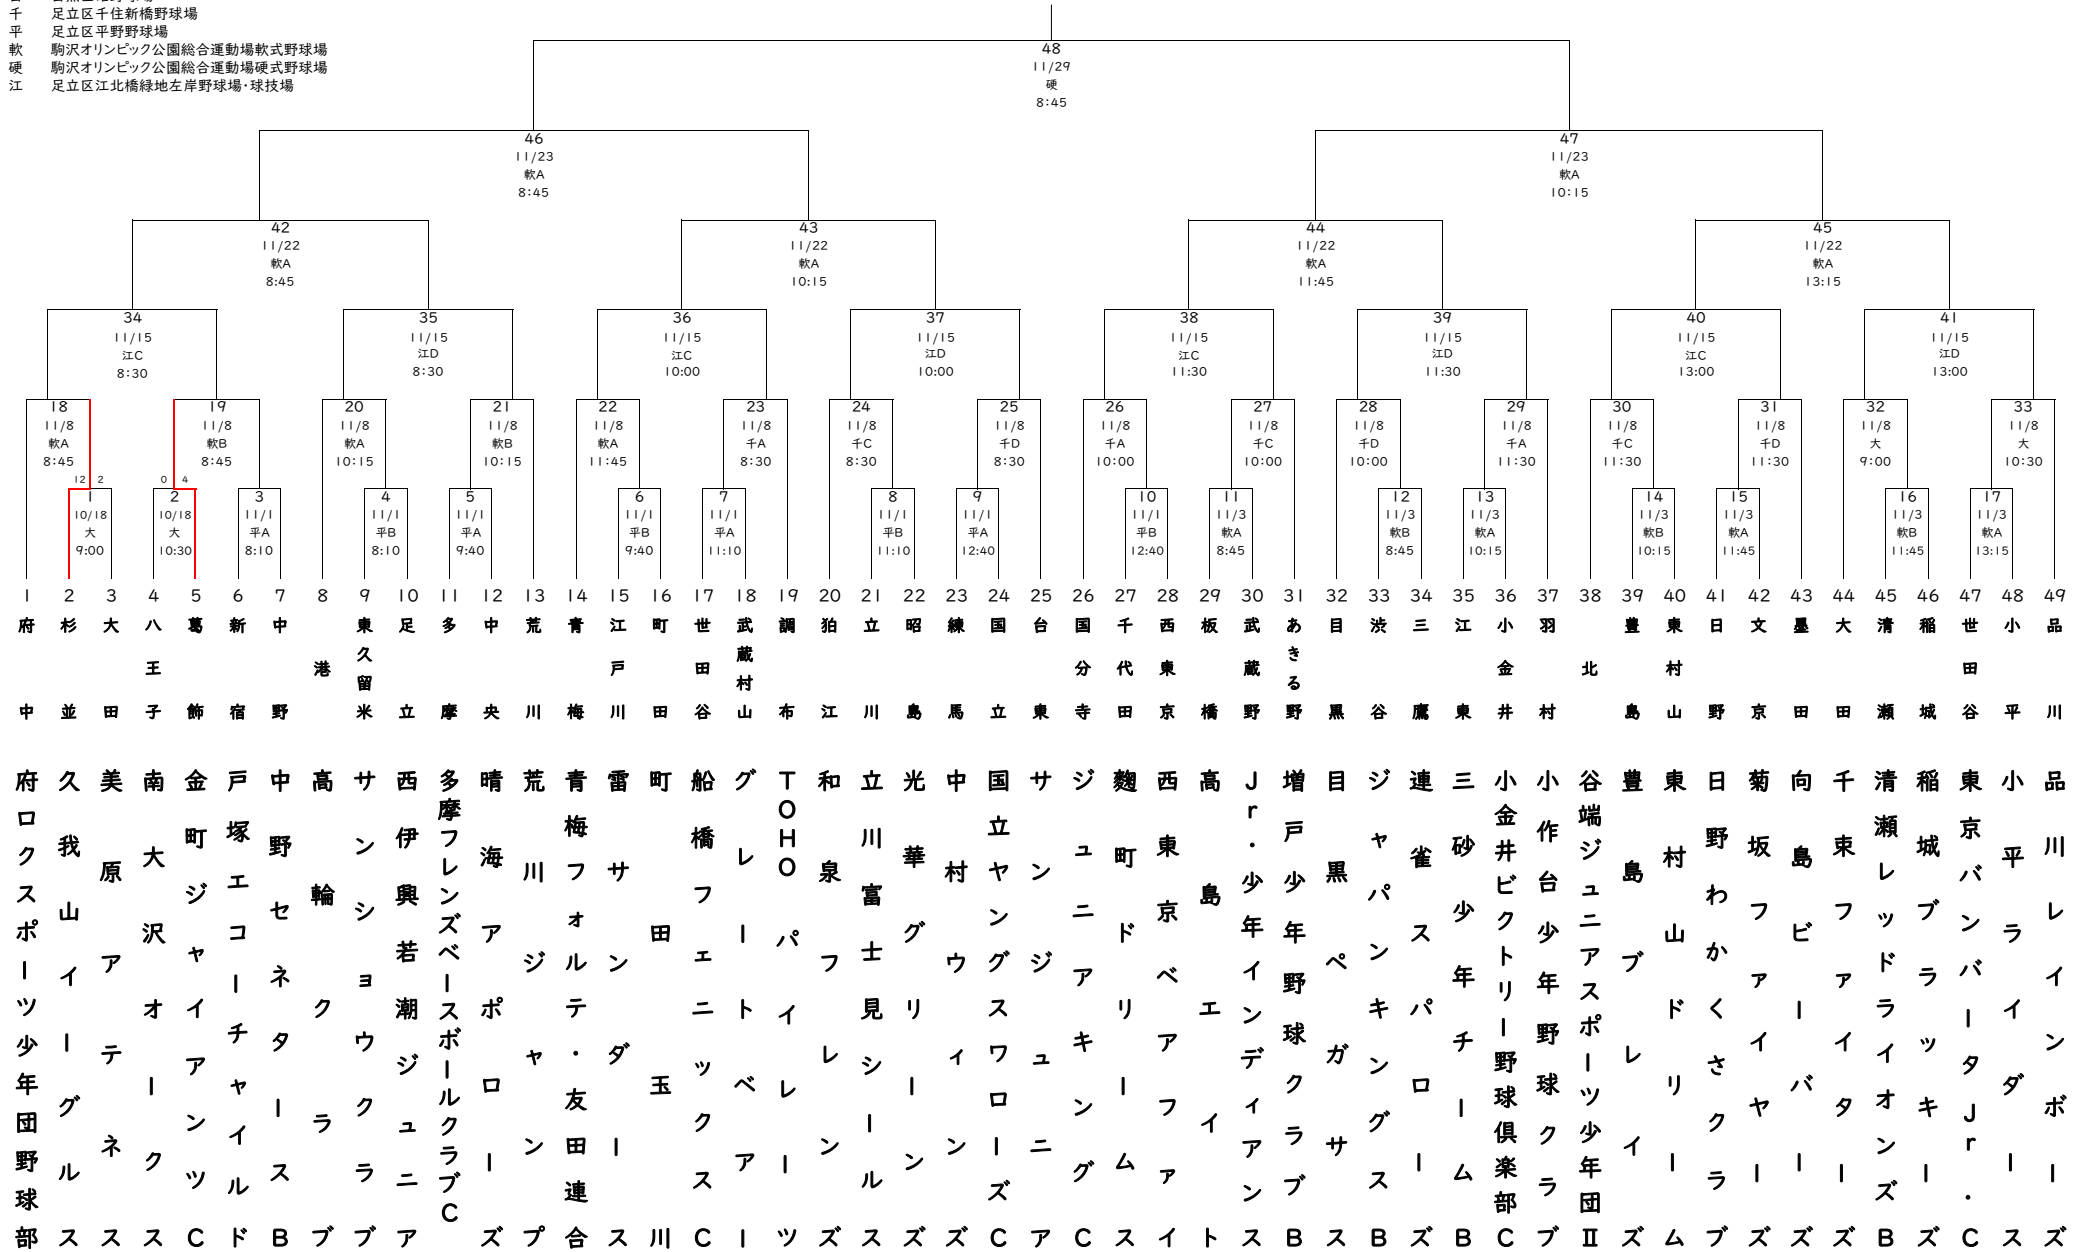 千 足立区千住新橋野球場
平 足立区平野野球場
軟 駒沢オリンピック公園総合運動場軟式野球場
硬 駒沢オリンピック公園総合運動場硬式野球場
江 足立区江北橋緑地左岸野球場・球技場
48
11/29
硬
8:45
46
11/23
軟A
8:45
47
11/23
軟A
10:15
42
11/22
軟A
8:45
43
11/22
軟A
10:15
44
11/22
軟A
11:45
45
11/22
軟A
13:15
34
11/15
江C
8:30
35
11/15
江D
8:30
36
11/15
江C
10:00
37
11/15
江D
10:00
38
11/15
江C
11:30
39
11/15
江D
11:30
40
11/15
江C
13:00
41
11/15
江D
13:00
18
11/8
軟A
8:45
19
11/8
軟B
8:45
20
11/8
軟A
10:15
21
11/8
軟B
10:15
22
11/8
軟A
11:45
23
11/8
千A
8:30
24
11/8
千C
8:30
25
11/8
千D
8:30
26
11/8
千A
10:00
27
11/8
千C
10:00
28
11/8
千D
10:00
29
11/8
千A
11:30
30
11/8
千C
11:30
31
11/8
千D
11:30
32
11/8
大
9:00
33
11/8
大
10:30
12 2
1
10/18
大
9:00
0 4
2
10/18
大
10:30
3
11/1
平A
8:10
4
11/1
平B
8:10
5
11/1
平A
9:40
6
11/1
平B
9:40
7
11/1
平A
11:10
8
11/1
平B
11:10
9
11/1
平A
12:40
10
11/1
平B
12:40
11
11/3
軟A
8:45
12
11/3
軟B
8:45
13
11/3
軟A
10:15
14
11/3
軟B
10:15
15
11/3
軟A
11:45
16
11/3
軟B
11:45
17
11/3
軟A
13:15
1 府中 府ロクスポーツ少年団野球部
2 杉並 久我山イーグルス
3 大田 美原アテネス
4 八王子 南大沢オークス
5 葛飾 金町ジャイアンツC
6 新宿 戸塚エコーチャイルド
7 中野 中野セネタースB
8 港 高輪クラブ
9 東久留米 サンショウクラブ
10 足立 西伊興若潮ジュニア
11 多摩 多摩フレンズベースボールクラブC
12 中央 晴海アポローズ
13 荒川 荒川ジャンプ
14 青梅 青梅フォルテ・友田連合
15 江戸川 雷サンダース
16 町田 町田玉川
17 世田谷 船橋フェニックスC
18 武蔵村山 グレートベアー
19 調布 TOHOパイレーツ
20 狛江 和泉フレンズ
21 立川 立川富士見シールス
22 昭島 光華グリーンズ
23 練馬 中村ウィンズ
24 国立 国立ヤングスワローズC
25 台東 サンジュニア
26 国分寺 ジュニアキングC
27 千代田 麴町ドリームス
28 西東京 西東京ベアファイ
29 板橋 高島エイト
30 武蔵野 Jr.少年インディアンス
31 あきる野 増戸少年野球クラブB
32 目黒 目黒ペガサス
33 渋谷 ジャパンキングスB
34 三鷹 連雀スパローズ
35 江東 三砂少年チームB
36 小金井 小金井ビクトリー野球倶楽部C
37 羽村 小作台少年野球クラブ
38 北 谷端ジュニアスポーツ少年団II
39 豊島 豊島ブレイズ
40 東村山 東村山ドリーム
41 日野 日野わかくさクラブ
42 文京 菊坂ファイヤーズ
43 墨田 向島ビーバーズ
44 大田 千束ファイターズ
45 清瀬 清瀬レッドライオンズB
46 稲城 稲城ブラッキーズ
47 世田谷 東京バンバータJr.C
48 小平 小平ライダース
49 品川 品川レインボーズ